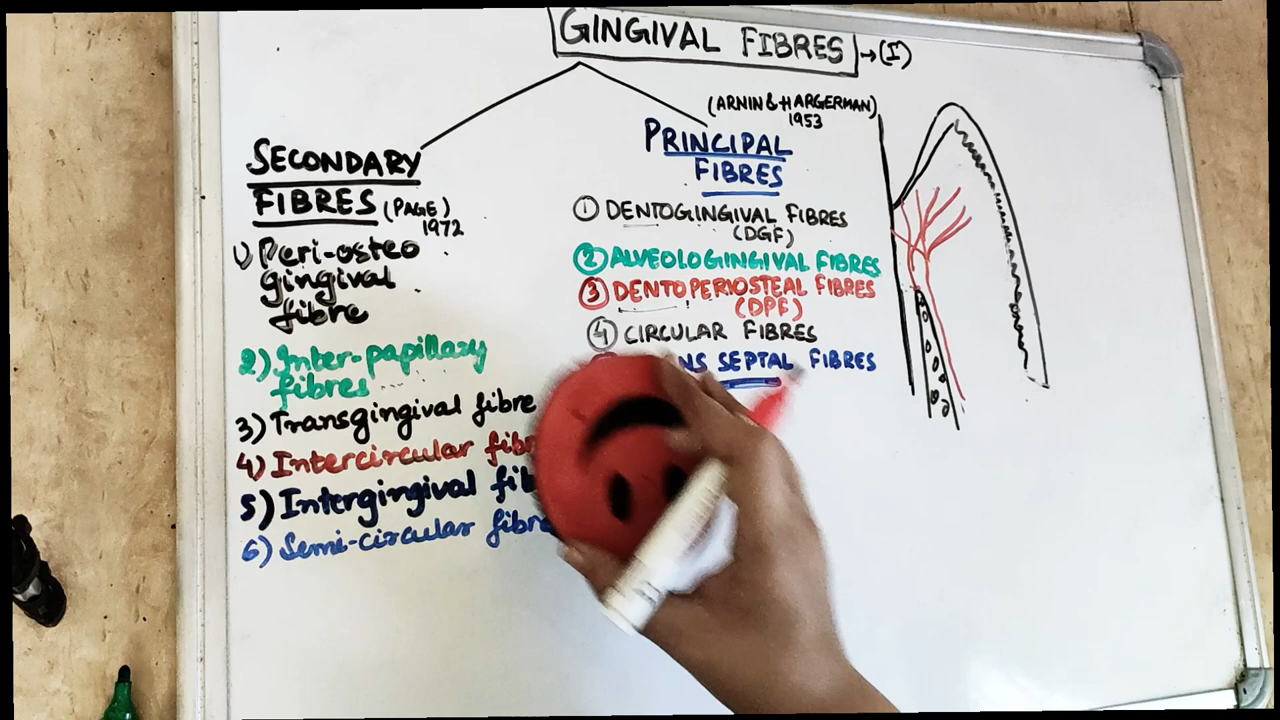 GINGIVAL FIBRES →(I)
SECONDARY
FIBRES (PAGE)
1972
1) Peri-osteo
gingival
fibre
2) Inter-papillary
fibres
3) Transgingival fibre
4) Intercircular
5) Intergingival
6) Semi-circular
(ARNIN & HARGERMAN)
1953
PRINCIPAL
FIBRES
① DENTOGINGIVAL FIBRES
(DGF)
② ALVEOLOGINGIVAL FIBRES
③ DENTOPERIOSTEAL FIBRES
(DPF)
④ CIRCULAR FIBRES
SEPTAL FIBRES